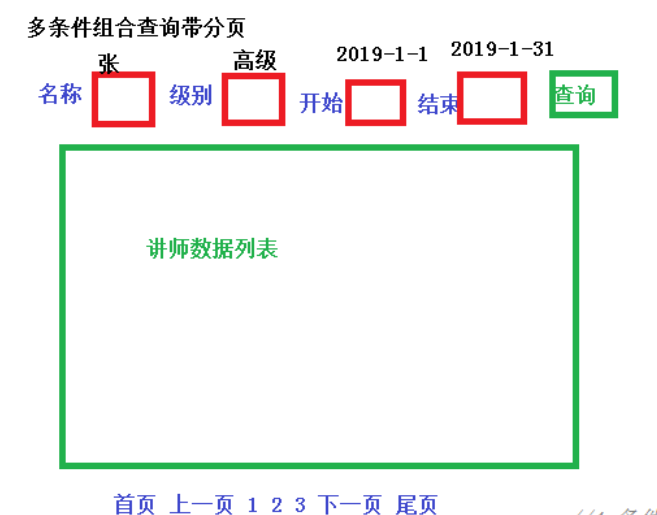 多条件组合查询带分页
张 高级 2019-1-1 2019-1-31
名称 级别 开始 结束 查询
讲师数据列表
首页 上一页 1 2 3 下一页 尾页